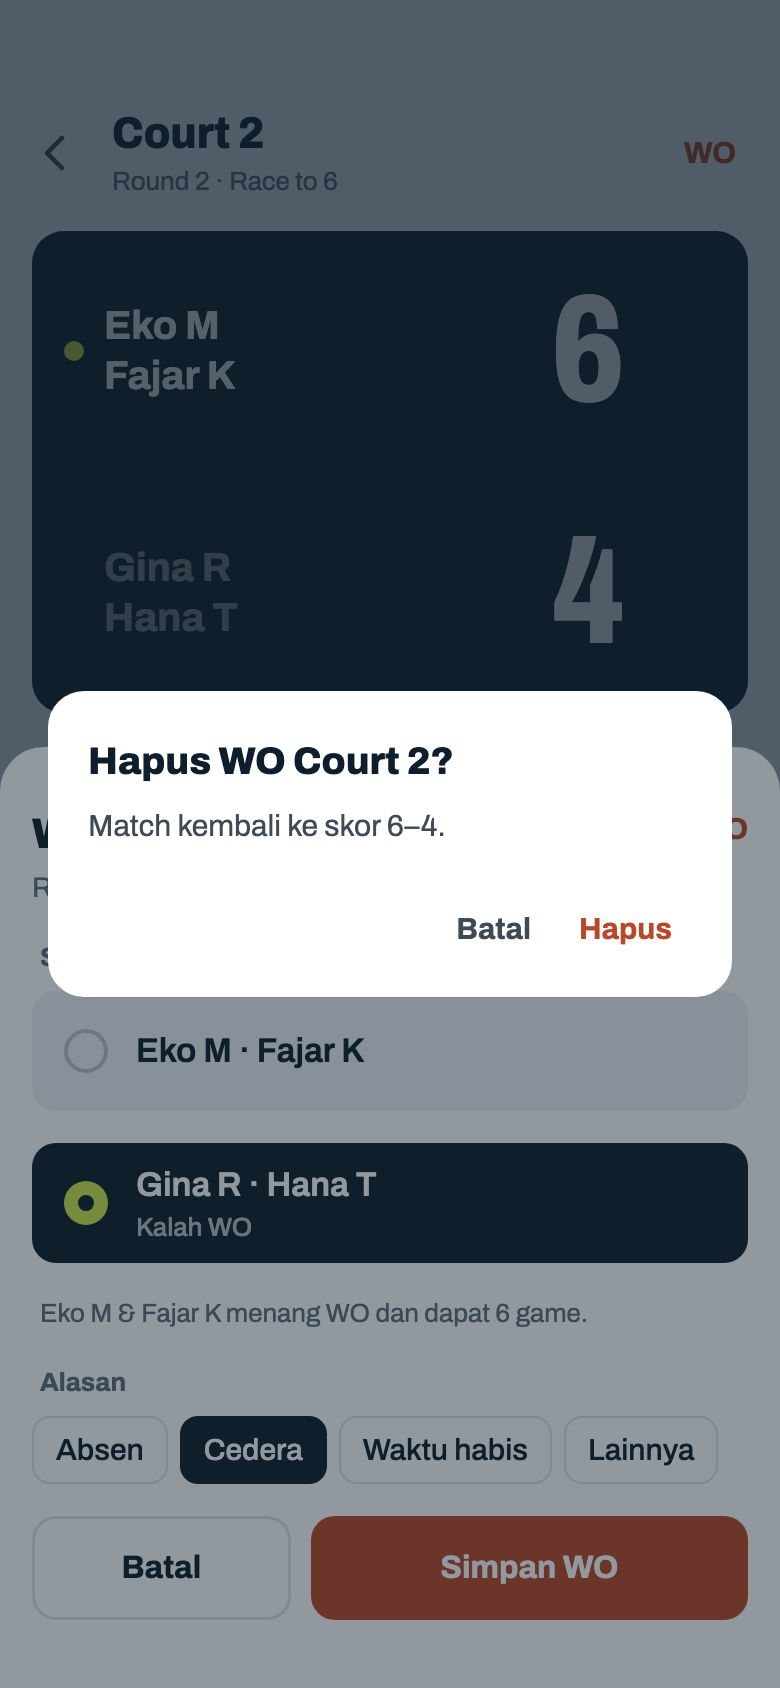 Court 2
Round 2 · Race to 6
WO
Eko M
Fajar K
6
Gina R
Hana T
4
Hapus WO Court 2?
Match kembali ke skor 6–4.
Batal
Hapus
Eko M · Fajar K
Gina R · Hana T
Kalah WO
Eko M & Fajar K menang WO dan dapat 6 game.
Alasan
Absen
Cedera
Waktu habis
Lainnya
Batal
Simpan WO